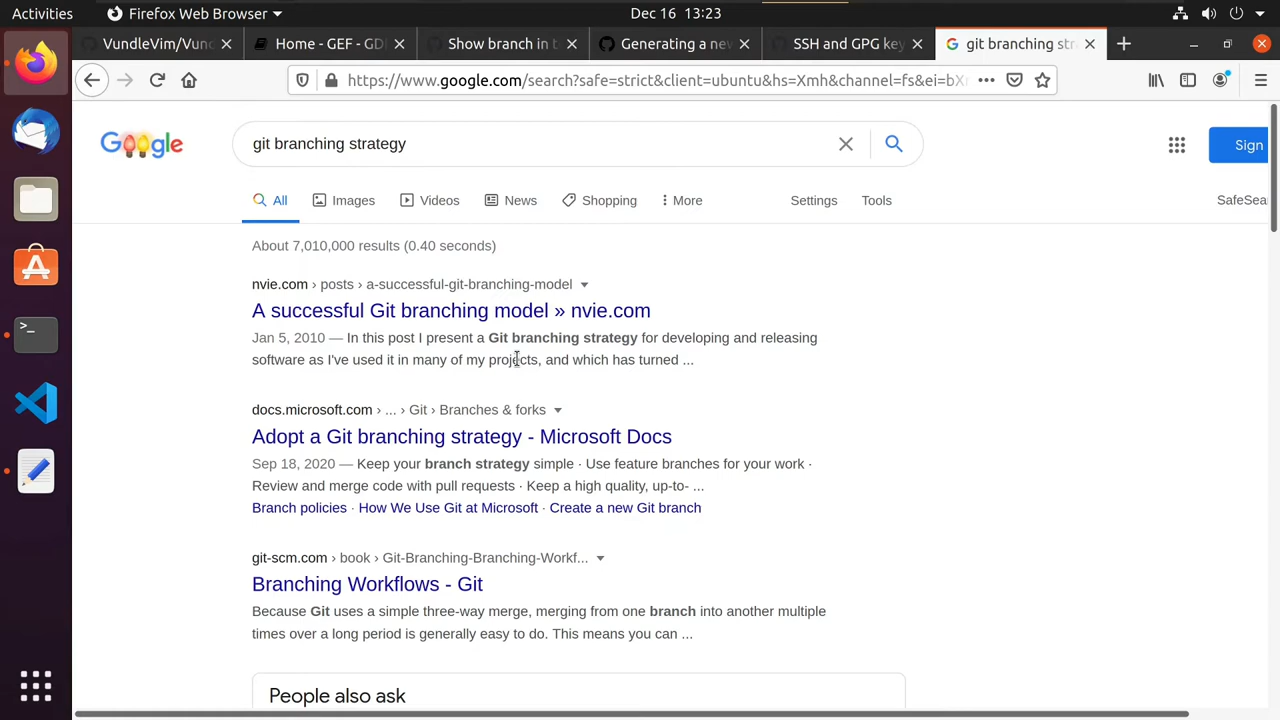 Activities
Firefox Web Browser
Dec 16 13:23
VundleVim/Vund
Home - GEF - GD
Show branch in t
Generating a nev
SSH and GPG key
git branching str
https://www.google.com/search?safe=strict&client=ubuntu&hs=Xmh&channel=fs&ei=bX
Google
git branching strategy
Sign
All
Images
Videos
News
Shopping
More
Settings
Tools
SafeSea
About 7,010,000 results (0.40 seconds)
nvie.com › posts › a-successful-git-branching-model
A successful Git branching model » nvie.com
Jan 5, 2010 — In this post I present a Git branching strategy for developing and releasing
software as I've used it in many of my projects, and which has turned ...
docs.microsoft.com › ... › Git › Branches & forks
Adopt a Git branching strategy - Microsoft Docs
Sep 18, 2020 — Keep your branch strategy simple · Use feature branches for your work ·
Review and merge code with pull requests · Keep a high quality, up-to- ...
Branch policies · How We Use Git at Microsoft · Create a new Git branch
git-scm.com › book › Git-Branching-Branching-Workf...
Branching Workflows - Git
Because Git uses a simple three-way merge, merging from one branch into another multiple
times over a long period is generally easy to do. This means you can ...
People also ask